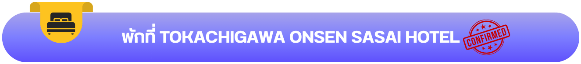 พักที่ TOKACHIGAWA ONSEN SASAI HOTEL
CONFIRMED